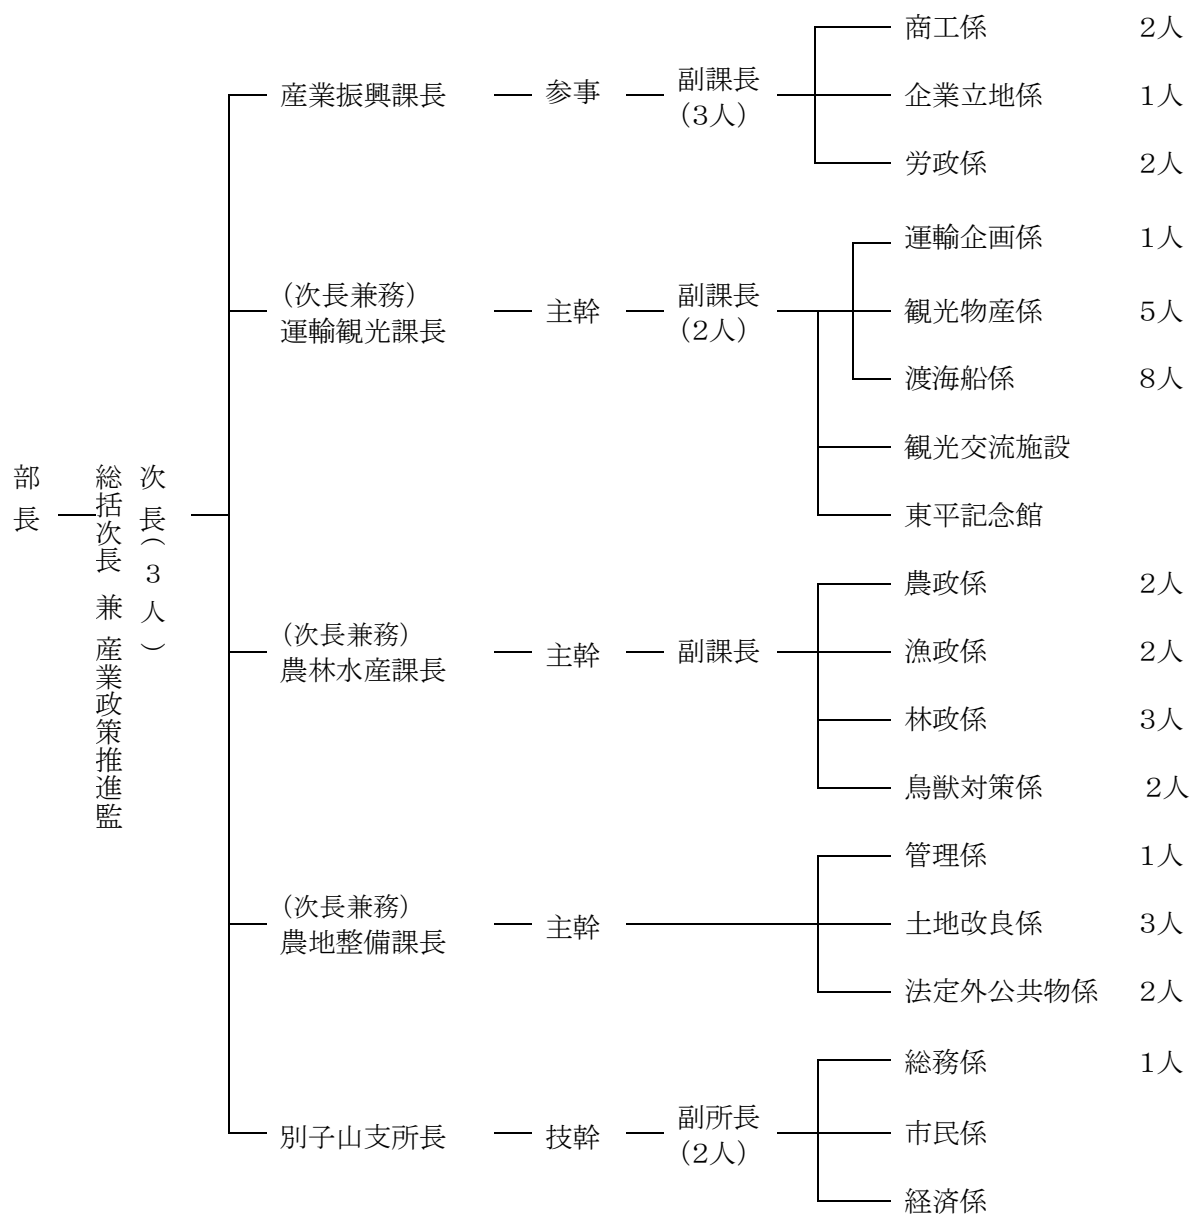 部長
総括次長 兼 産業政策推進監
次長(3人)
産業振興課長 参事 副課長
(3人)
商工係 2人
企業立地係 1人
労政係 2人
(次長兼務)
運輸観光課長 主幹 副課長
(2人)
運輸企画係 1人
観光物産係 5人
渡海船係 8人
観光交流施設
東平記念館
(次長兼務)
農林水産課長 主幹 副課長
農政係 2人
漁政係 2人
林政係 3人
鳥獣対策係 2人
(次長兼務)
農地整備課長 主幹
管理係 1人
土地改良係 3人
法定外公共物係 2人
別子山支所長 技幹 副所長
(2人)
総務係 1人
市民係
経済係